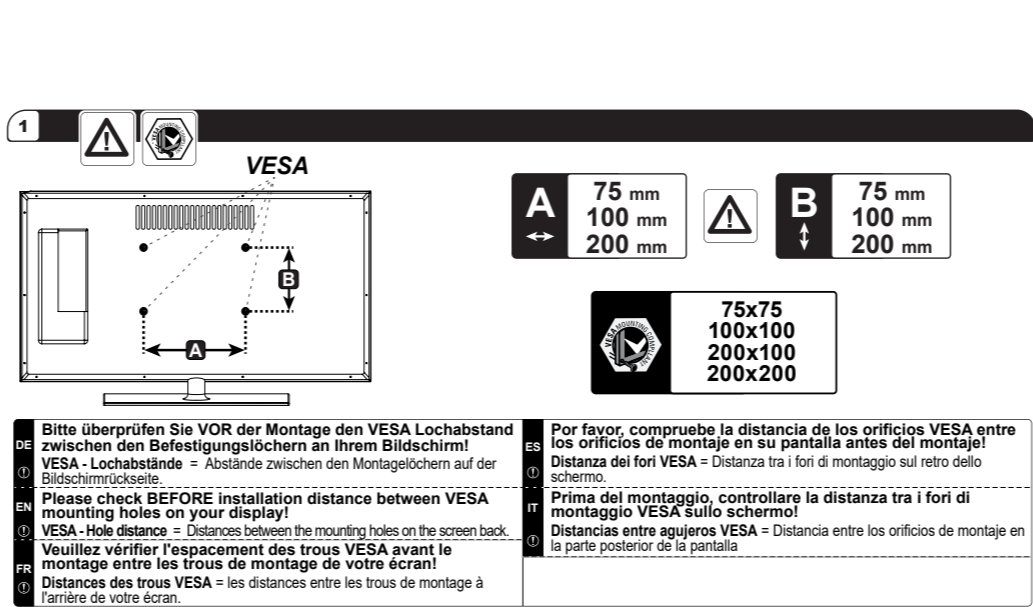 1
VESA
B
A
A
75 mm
100 mm
200 mm
B
75 mm
100 mm
200 mm
VESA MOUNTING COMPLIANT
75x75
100x100
200x100
200x200
DE
Bitte überprüfen Sie VOR der Montage den VESA Lochabstand
zwischen den Befestigungslöchern an Ihrem Bildschirm!
VESA - Lochabstände = Abstände zwischen den Montagelöchern auf der
Bildschirmrückseite.
EN
Please check BEFORE installation distance between VESA
mounting holes on your display!
VESA - Hole distance = Distances between the mounting holes on the screen back.
FR
Veuillez vérifier l'espacement des trous VESA avant le
montage entre les trous de montage de votre écran!
Distances des trous VESA = les distances entre les trous de montage à
l'arrière de votre écran.
ES
Por favor, compruebe la distancia de los orificios VESA entre
los orificios de montaje en su pantalla antes del montaje!
Distanza dei fori VESA = Distanza tra i fori di montaggio sul retro dello
schermo.
IT
Prima del montaggio, controllare la distanza tra i fori di
montaggio VESA sullo schermo!
Distancias entre agujeros VESA = Distancia entre los orificios de montaje en
la parte posterior de la pantalla